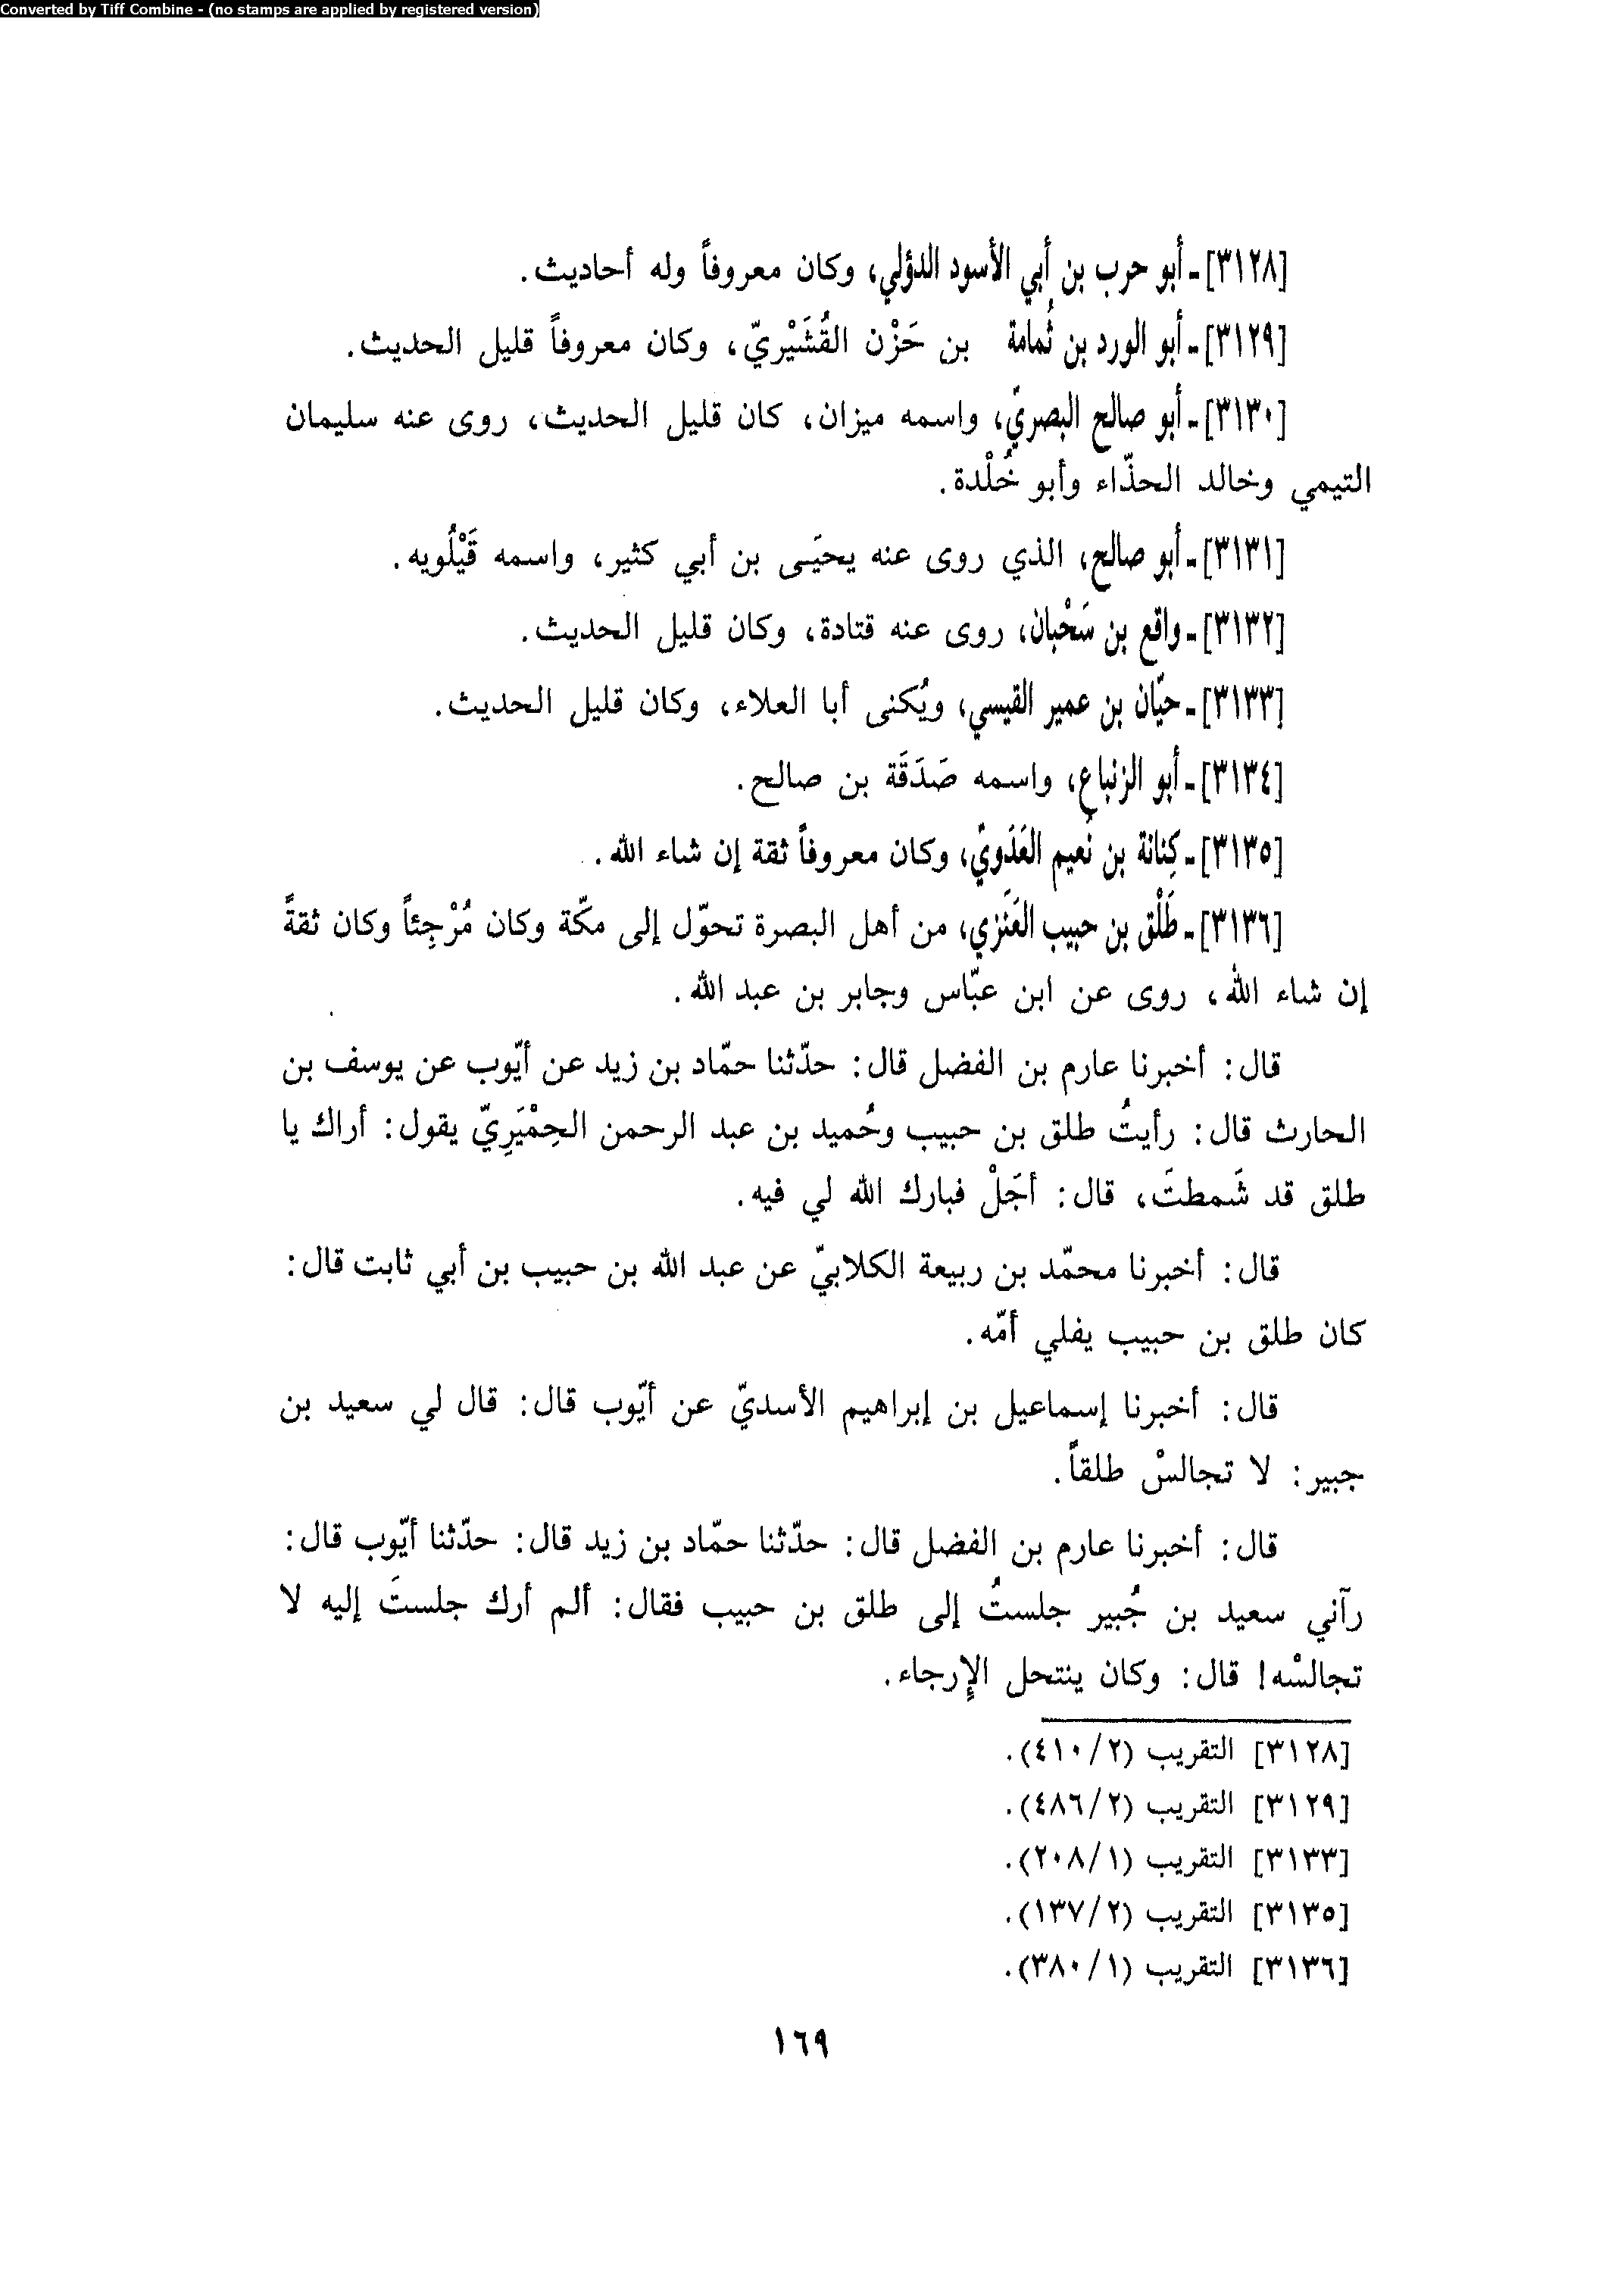 Converted by Tiff Combine - (no stamps are applied by registered version)
[٣١٢٨] - أبو حرب بن أبي الأسود الدؤلي، وكان معروفاً وله أحاديث.
[٣١٢٩] - أبو الورد بن ثُمامة بن حَزْن القُشَيْريّ، وكان معروفاً قليل الحديث.
[٣١٣٠] - أبو صالح البصريّ، واسمه ميزان، كان قليل الحديث، روى عنه سليمان
التيمي وخالد الحذّاء وأبو خُلْدة.
[٣١٣١] - أبو صالح، الذي روى عنه يحيَى بن أبي كثير، واسمه قَيْلُويه.
[٣١٣٢] - واقع بن سَحْبان، روى عنه قتادة، وكان قليل الحديث.
[٣١٣٣] - حيّان بن عمير القيسي، ويُكنى أبا العلاء، وكان قليل الحديث.
[٣١٣٤] - أبو الزنباع، واسمه صَدَقَة بن صالح.
[٣١٣٥] - كِنانة بن نُعيم العَدَويّ، وكان معروفاً ثقة إن شاء الله.
[٣١٣٦] - طَلْق بن حبيب العَنَزي، من أهل البصرة تحوّل إلى مكّة وكان مُرْجِئاً وكان ثقةً
إن شاء الله، روى عن ابن عبّاس وجابر بن عبد الله.
قال: أخبرنا عارم بن الفضل قال: حدّثنا حمّاد بن زيد عن أيّوب عن يوسف بن
الحارث قال: رأيتُ طلق بن حبيب وحُميد بن عبد الرحمن الحِمْيَرِيّ يقول: أراك يا
طلق قد شَمطتَ، قال: أجَلْ فبارك الله لي فيه.
قال: أخبرنا محمّد بن ربيعة الكلابيّ عن عبد الله بن حبيب بن أبي ثابت قال:
كان طلق بن حبيب يفلي أمّه.
قال: أخبرنا إسماعيل بن إبراهيم الأسديّ عن أيّوب قال: قال لي سعيد بن
جبير: لا تجالسْ طلقاً.
قال: أخبرنا عارم بن الفضل قال: حدّثنا حمّاد بن زيد قال: حدّثنا أيّوب قال:
رآني سعيد بن جُبير جلستُ إلى طلق بن حبيب فقال: ألم أرك جلستَ إليه لا
تجالسْه! قال: وكان ينتحل الإرجاء.
[٣١٢٨] التقريب (٤١٠/٢).
[٣١٢٩] التقريب (٤٨٦/٢).
[٣١٣٣] التقريب (٢٠٨/١).
[٣١٣٥] التقريب (١٣٧/٢).
[٣١٣٦] التقريب (٣٨٠/١).
١٦٩